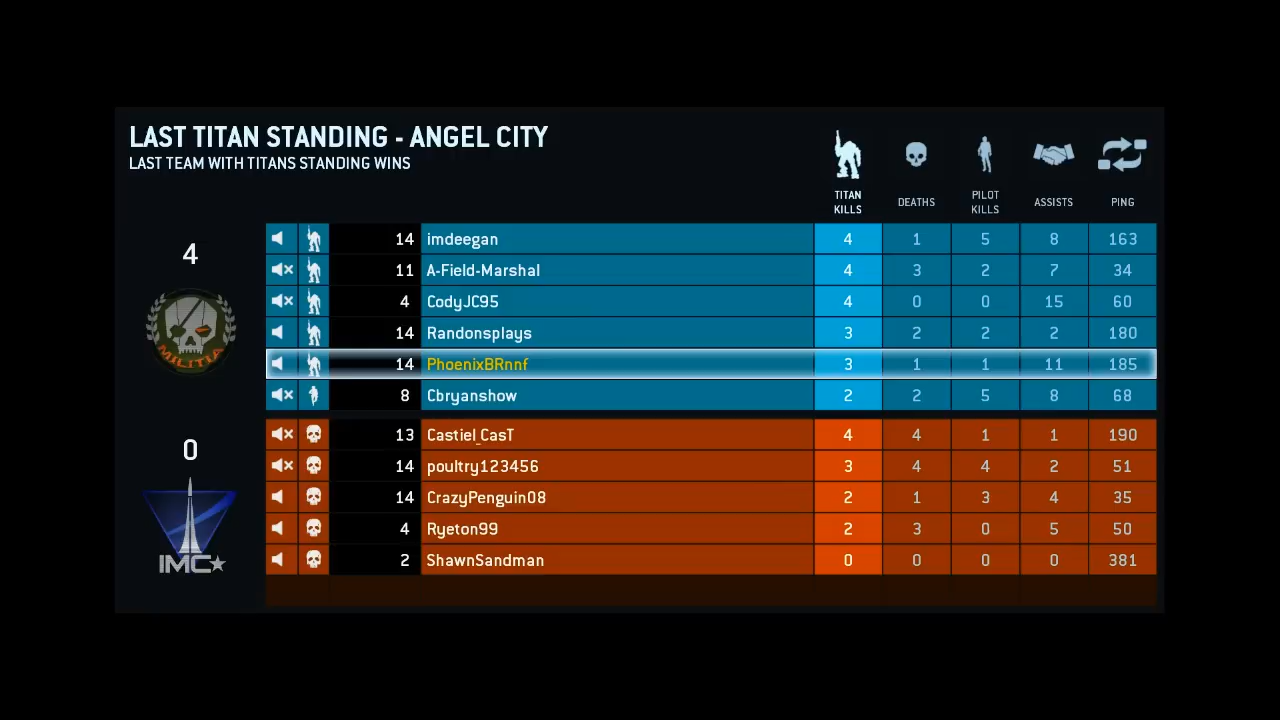 LAST TITAN STANDING - ANGEL CITY
LAST TEAM WITH TITANS STANDING WINS
TITAN KILLS DEATHS PILOT KILLS ASSISTS PING
4
MILITIA
14 imdeegan 4 1 5 8 163
11 A-Field-Marshal 4 3 2 7 34
4 CodyJC95 4 0 0 15 60
14 Randonsplays 3 2 2 2 180
14 PhoenixBRnnf 3 1 1 11 185
8 Cbryanshow 2 2 5 8 68
0
IMC
13 Castiel_CasT 4 4 1 1 190
14 poultry123456 3 4 4 2 51
14 CrazyPenguin08 2 1 3 4 35
4 Ryeton99 2 3 0 5 50
2 ShawnSandman 0 0 0 0 381